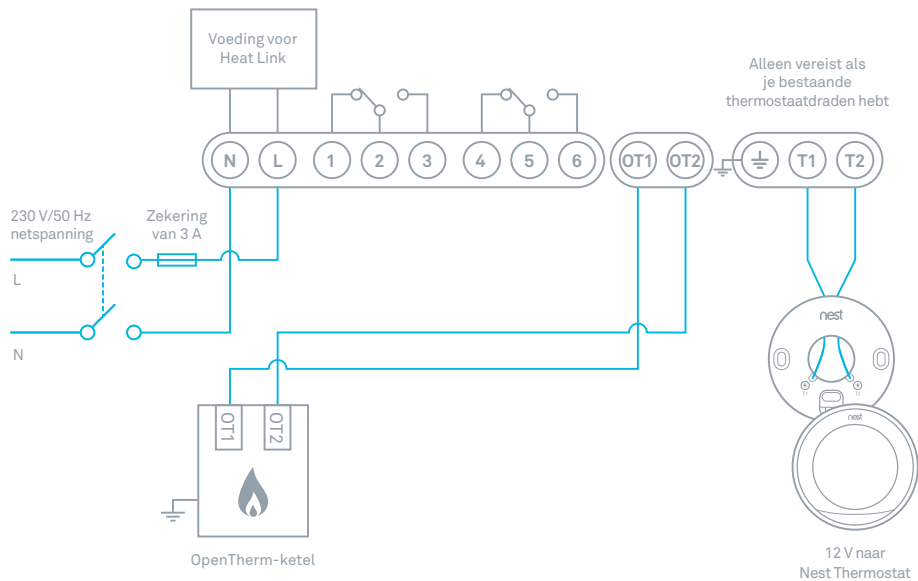 Voeding voor
Heat Link
Alleen vereist als
je bestaande
thermostaatdraden hebt
N L 1 2 3 4 5 6 OT1 OT2 T1 T2
230 V/50 Hz
netspanning
Zekering
van 3 A
L
N
nest
T1 T2
nest
OT1 OT2
OpenTherm-ketel
12 V naar
Nest Thermostat